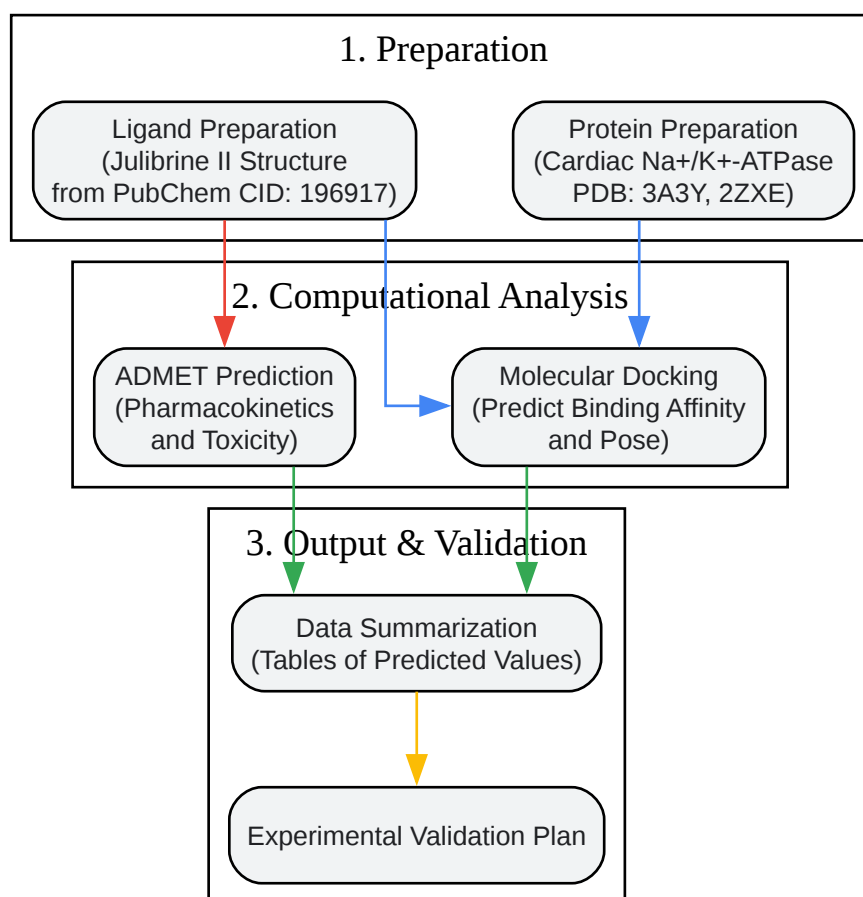 1. Preparation
Ligand Preparation
(Julibrine II Structure
from PubChem CID: 196917)
Protein Preparation
(Cardiac Na+/K+-ATPase
PDB: 3A3Y, 2ZXE)
2. Computational Analysis
ADMET Prediction
(Pharmacokinetics
and Toxicity)
Molecular Docking
(Predict Binding Affinity
and Pose)
3. Output & Validation
Data Summarization
(Tables of Predicted Values)
Experimental Validation Plan